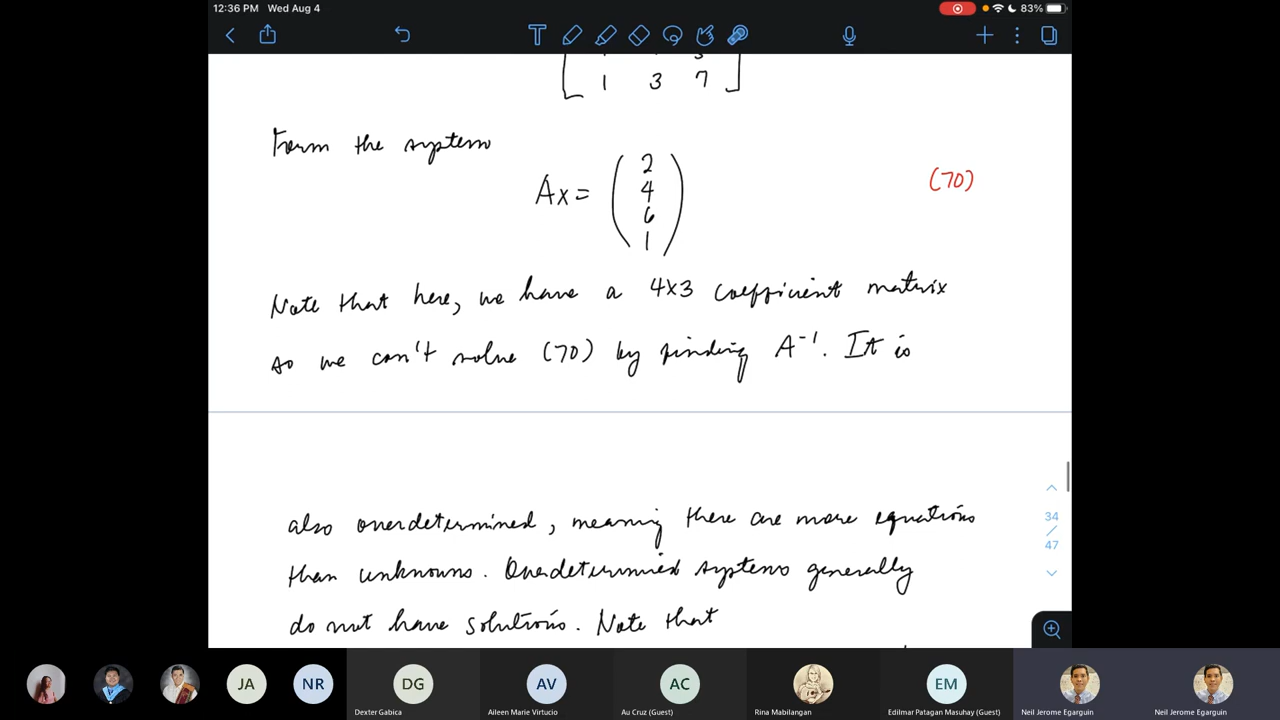 12:36 PM Wed Aug 4
83%
1 3 7
Form the system
Ax = ( 2
4
6
1 )
(70)
Note that here, we have a 4x3 coefficient matrix
so we can't solve (70) by finding A⁻¹. It is
also overdetermined, meaning there are more equations
than unknowns. Overdetermined systems generally
do not have solutions. Note that
34
/
47
JA
NR
DG
AV
AC
EM
Dexter Gabica
Aileen Marie Virtucio
Au Cruz (Guest)
Rina Mabilangan
Edilmar Patagan Masuhay (Guest)
Neil Jerome Egarguin
Neil Jerome Egarguin